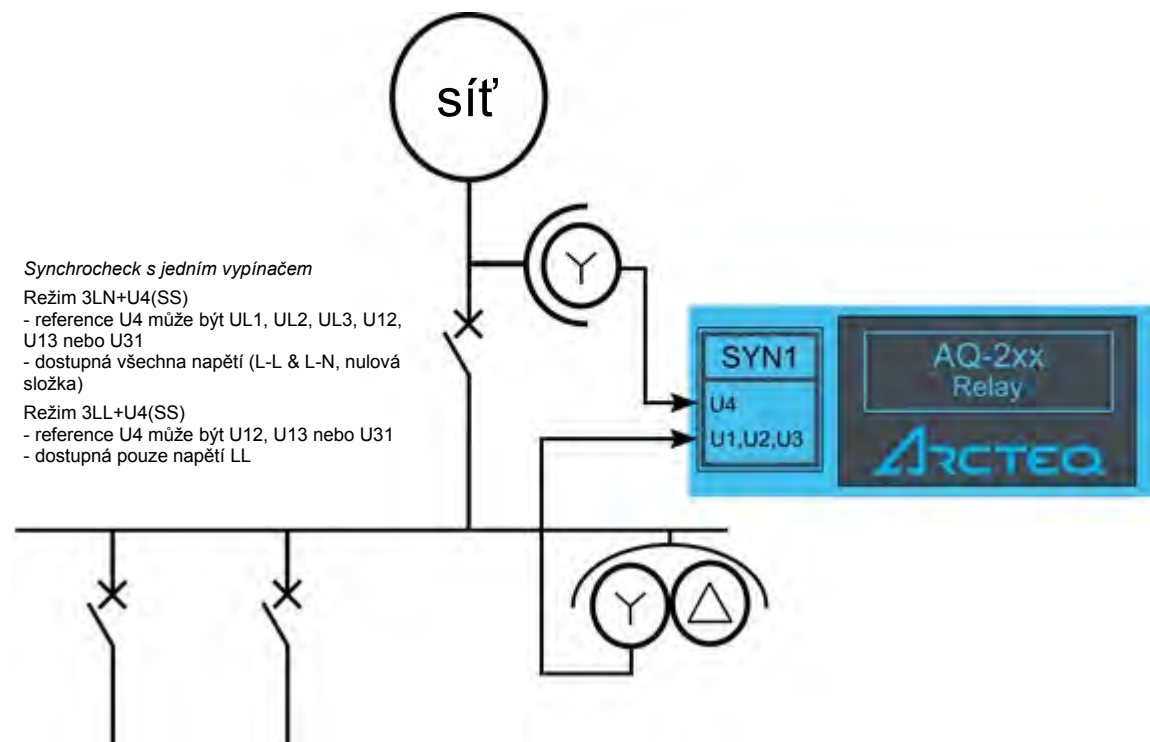 síť
Synchrocheck s jedním vypínačem
Režim 3LN+U4(SS)
- reference U4 může být UL1, UL2, UL3, U12,
U13 nebo U31
- dostupná všechna napětí (L-L & L-N, nulová
složka)
Režim 3LL+U4(SS)
- reference U4 může být U12, U13 nebo U31
- dostupná pouze napětí LL
SYN1
U4
U1,U2,U3
AQ-2xx
Relay
ARCTEQ
Y
Y